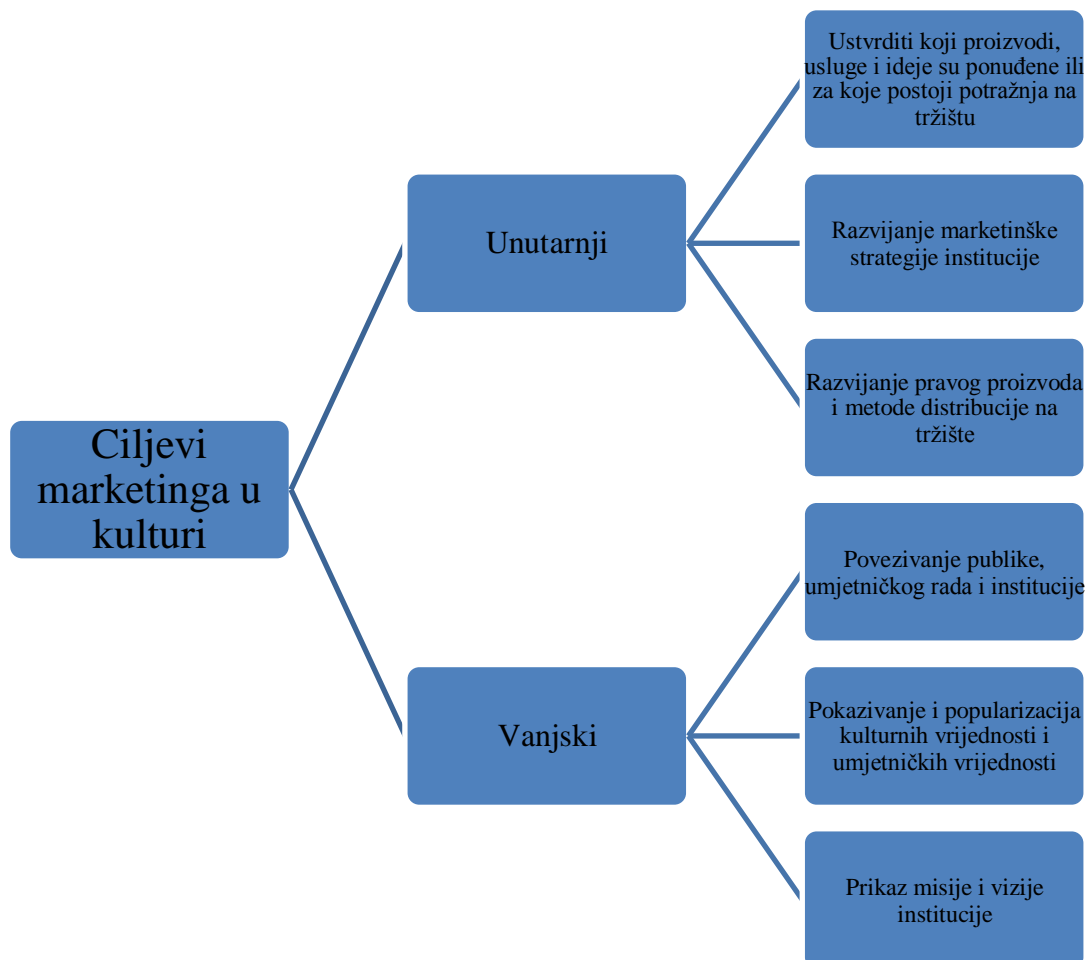 Ciljevi
marketinga u
kulturi
Unutarnji
Ustvrditi koji proizvodi,
usluge i ideje su ponuđene ili
za koje postoji potražnja na
tržištu
Razvijanje marketinške
strategije institucije
Razvijanje pravog proizvoda
i metode distribucije na
tržište
Vanjski
Povezivanje publike,
umjetničkog rada i institucije
Pokazivanje i popularizacija
kulturnih vrijednosti i
umjetničkih vrijednosti
Prikaz misije i vizije
institucije